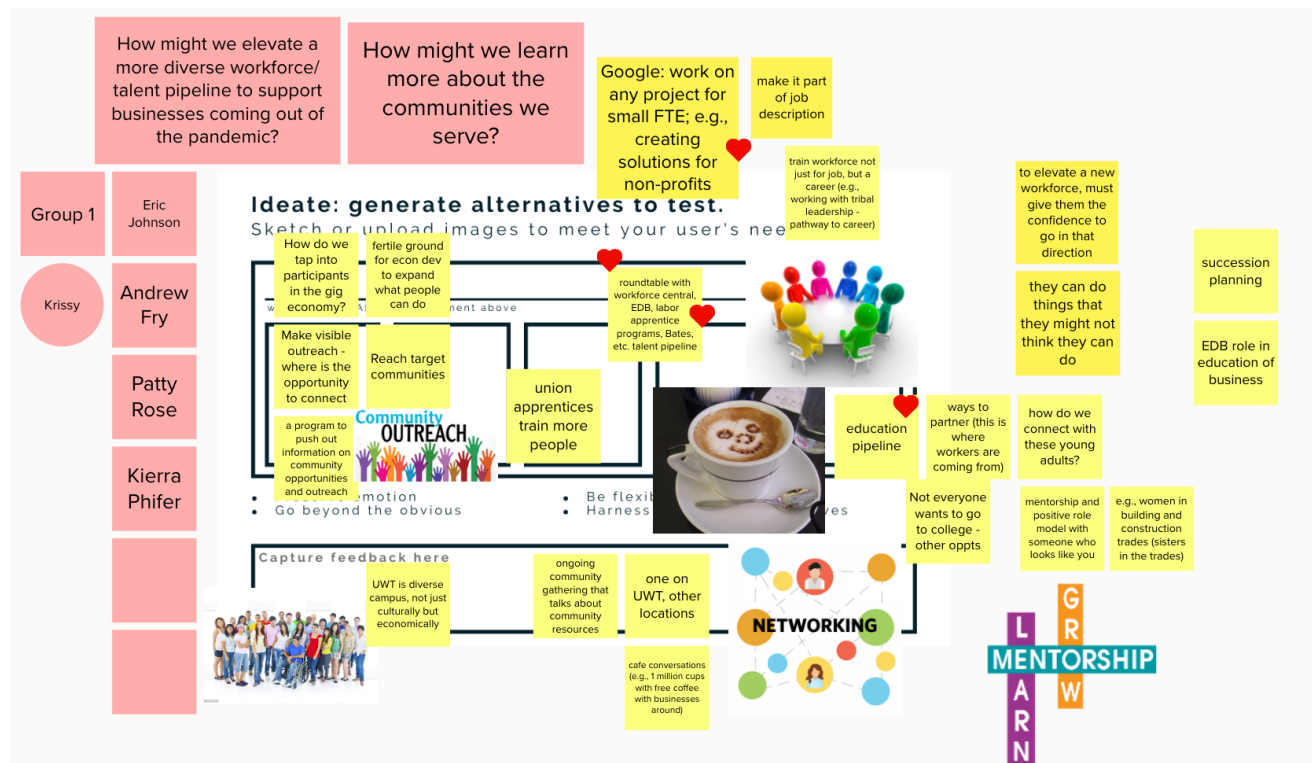 How might we elevate a
more diverse workforce/
talent pipeline to support
businesses coming out of
the pandemic?
How might we learn
more about the
communities we
serve?
Google: work on
any project for
small FTE; e.g.,
creating
solutions for
non-profits
make it part
of job
description
train workforce not
just for job, but a
career (e.g.,
working with tribal
leadership -
pathway to career)
to elevate a new
workforce, must
give them the
confidence to
go in that
direction
they can do
things that
they might not
think they can
do
succession
planning
EDB role in
education of
business
Group 1
Eric
Johnson
Krissy
Andrew
Fry
Patty
Rose
Kierra
Phifer
Ideate: generate alternatives to test.
Sketch or upload images to meet your user's
How do we
tap into
participants
in the gig
economy?
fertile ground
for econ dev
to expand
what people
can do
above
roundtable with
workforce central,
EDB, labor
apprentice
programs, Bates,
etc. talent pipeline
Make visible
outreach -
where is the
opportunity
to connect
Reach target
communities
a program to
push out
information on
community
opportunities
and outreach
Community
OUTREACH
union
apprentices
train more
people
education
pipeline
ways to
partner (this is
where
workers are
coming from)
how do we
connect with
these young
adults?
Not everyone
wants to go
to college -
other oppts
mentorship and
positive role
model with
someone who
looks like you
e.g., women in
building and
construction
trades (sisters
in the trades)
emotion
• Go beyond the obvious
• Be
• Harness
Capture feedback here
UWT is diverse
campus, not just
culturally but
economically
ongoing
community
gathering that
talks about
community
resources
one on
UWT, other
locations
cafe conversations
(e.g., 1 million cups
with free coffee
with businesses
around)
NETWORKING
GROW
MENTORSHIP
LEARN